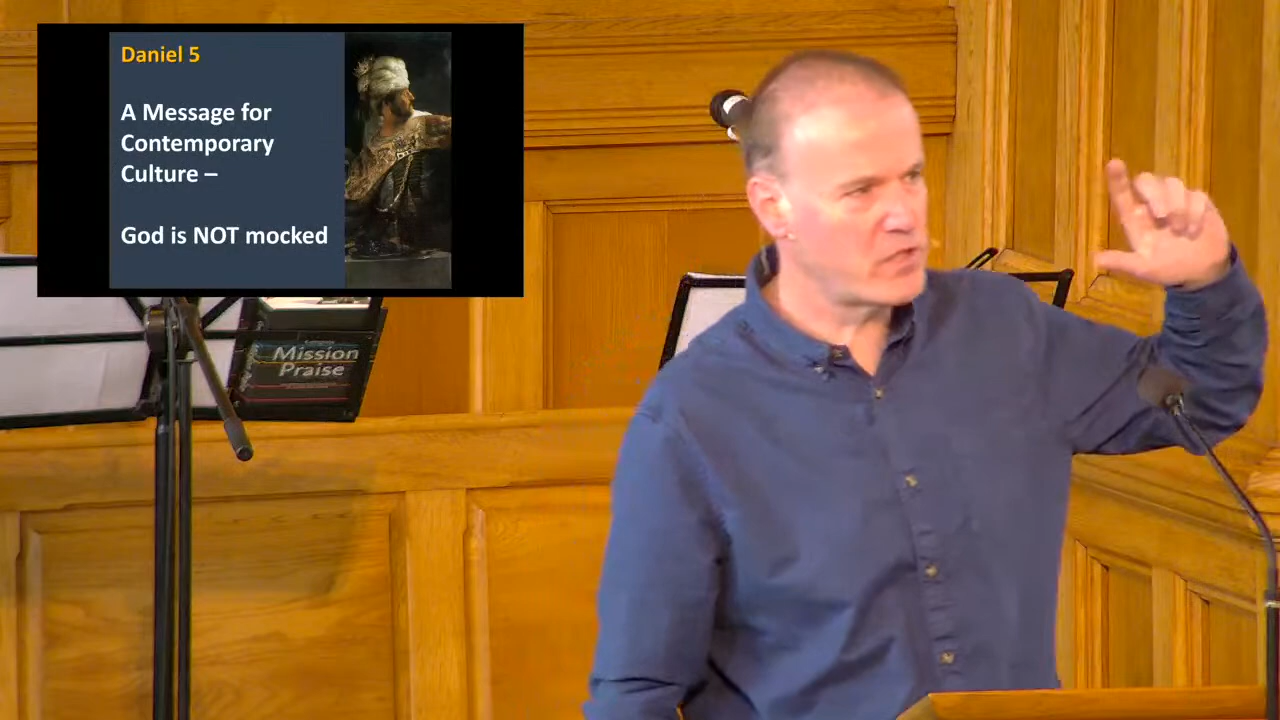 Daniel 5
A Message for
Contemporary
Culture –
God is NOT mocked
Mission
Praise